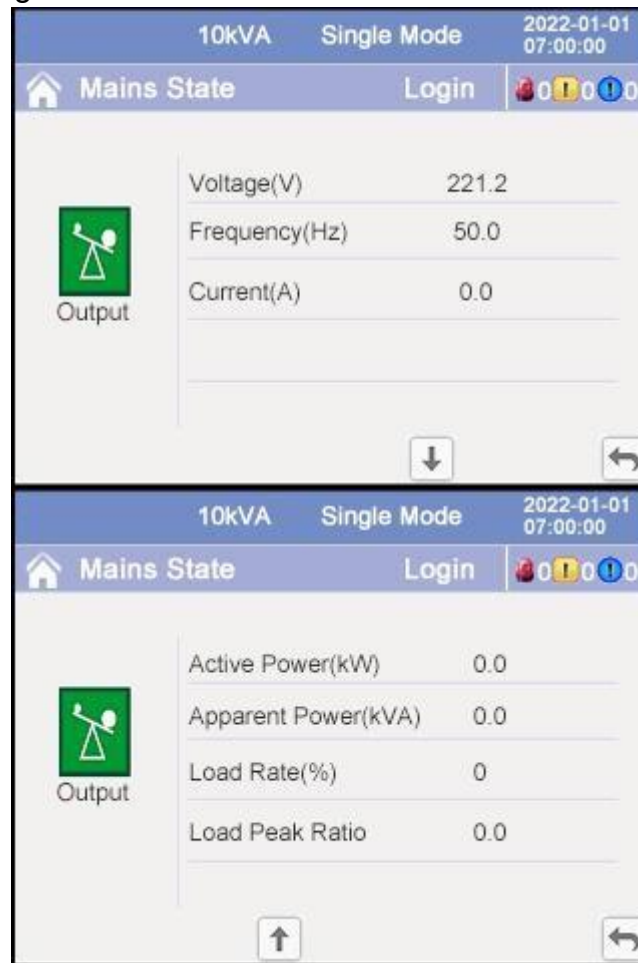 10kVA Single Mode 2022-01-01
07:00:00
Mains State Login 0 0 0
Voltage(V) 221.2
Frequency(Hz) 50.0
Current(A) 0.0
Output
10kVA Single Mode 2022-01-01
07:00:00
Mains State Login 0 0 0
Active Power(kW) 0.0
Apparent Power(kVA) 0.0
Load Rate(%) 0
Load Peak Ratio 0.0
Output